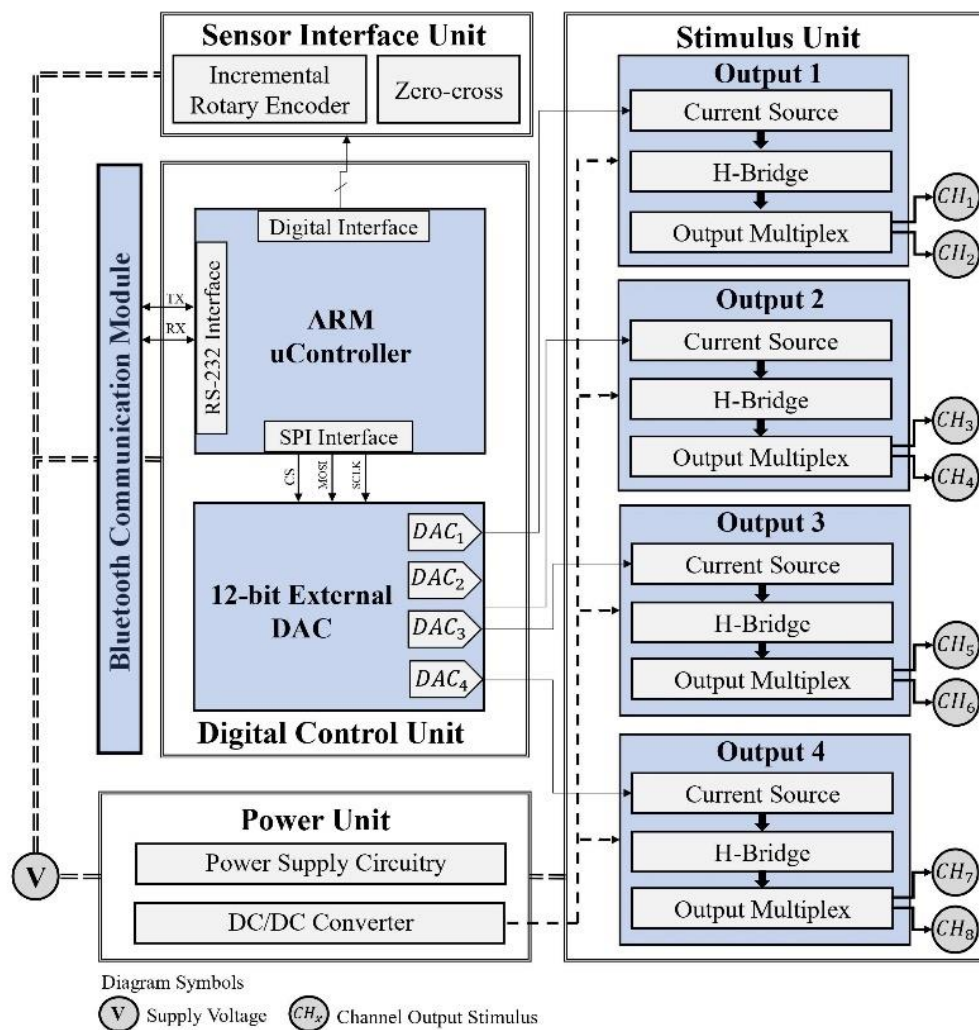 Sensor Interface Unit
Incremental
Rotary Encoder
Zero-cross
Bluetooth Communication Module
TX
RX
Digital Interface
RS-232 Interface
ARM
uController
SPI Interface
CS
MOSI
SCLK
12-bit External
DAC
DAC₁
DAC₂
DAC₃
DAC₄
Digital Control Unit
Power Unit
Power Supply Circuitry
DC/DC Converter
V
Stimulus Unit
Output 1
Current Source
H-Bridge
Output Multiplex
CH₁
CH₂
Output 2
Current Source
H-Bridge
Output Multiplex
CH₃
CH₄
Output 3
Current Source
H-Bridge
Output Multiplex
CH₅
CH₆
Output 4
Current Source
H-Bridge
Output Multiplex
CH₇
CH₈
Diagram Symbols
V Supply Voltage
CHₓ Channel Output Stimulus